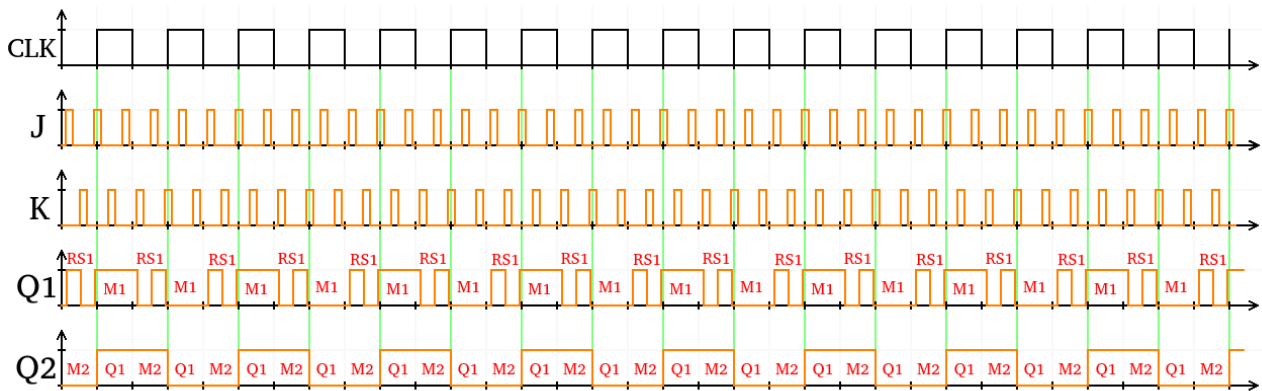 CLK
J
K
RS1 RS1 RS1 RS1 RS1 RS1 RS1 RS1 RS1 RS1 RS1 RS1 RS1 RS1 RS1 RS1 RS1
Q1 M1 M1 M1 M1 M1 M1 M1 M1 M1 M1 M1 M1 M1 M1 M1 M1
Q2 M2 Q1 M2 Q1 M2 Q1 M2 Q1 M2 Q1 M2 Q1 M2 Q1 M2 Q1 M2 Q1 M2 Q1 M2 Q1 M2 Q1 M2 Q1 M2 Q1 M2 Q1 M2 Q1 M2